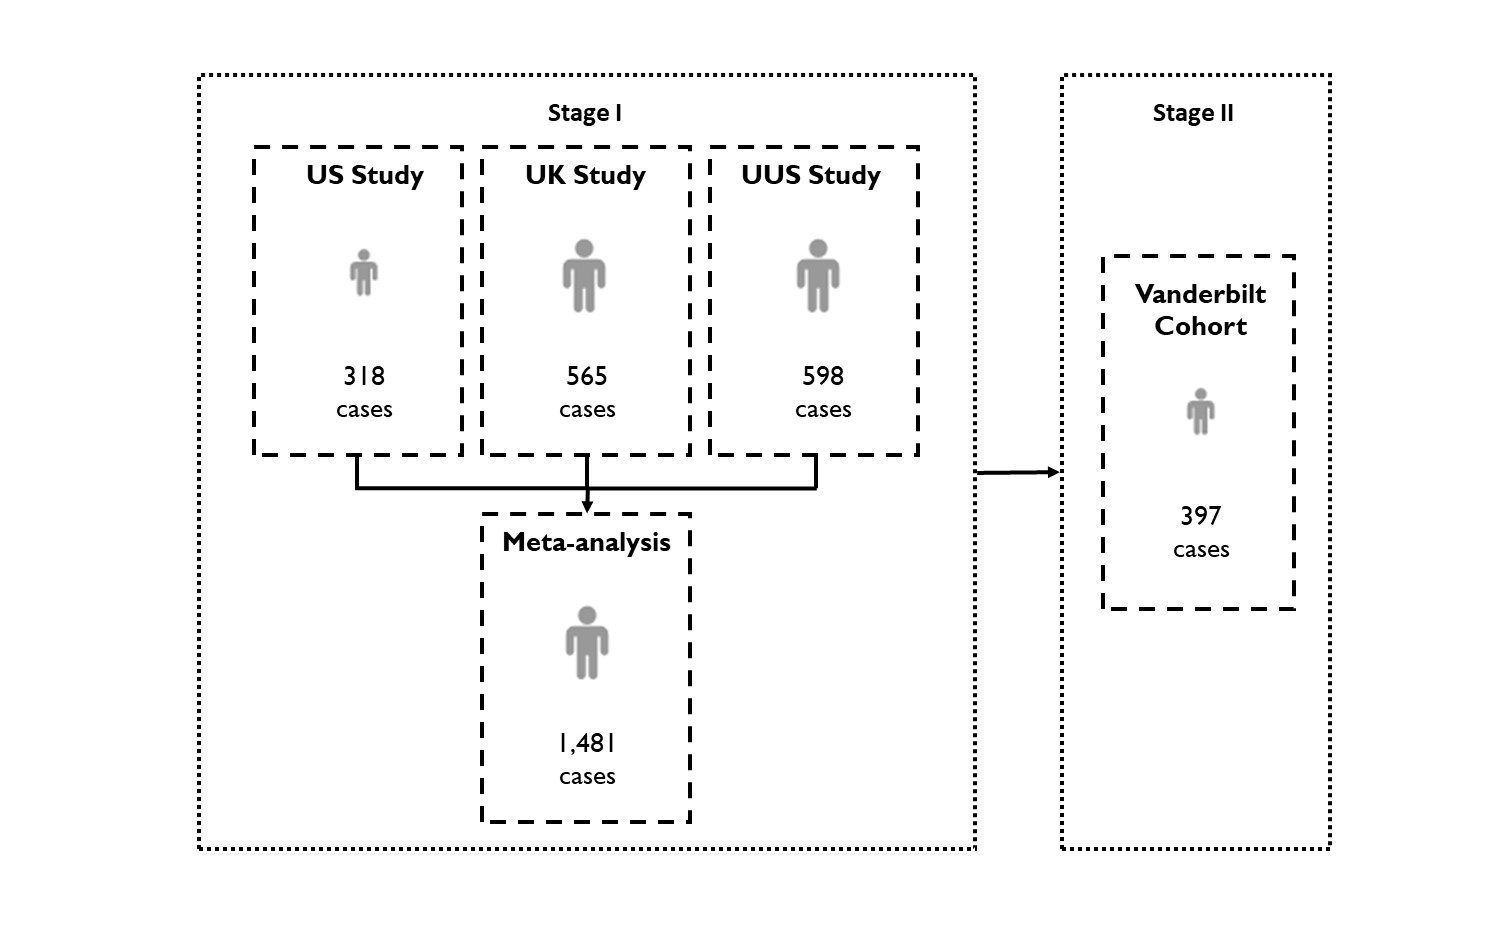 Stage I
US Study
318
cases
UK Study
565
cases
UUS Study
598
cases
Meta-analysis
1,481
cases
Stage II
Vanderbilt
Cohort
397
cases